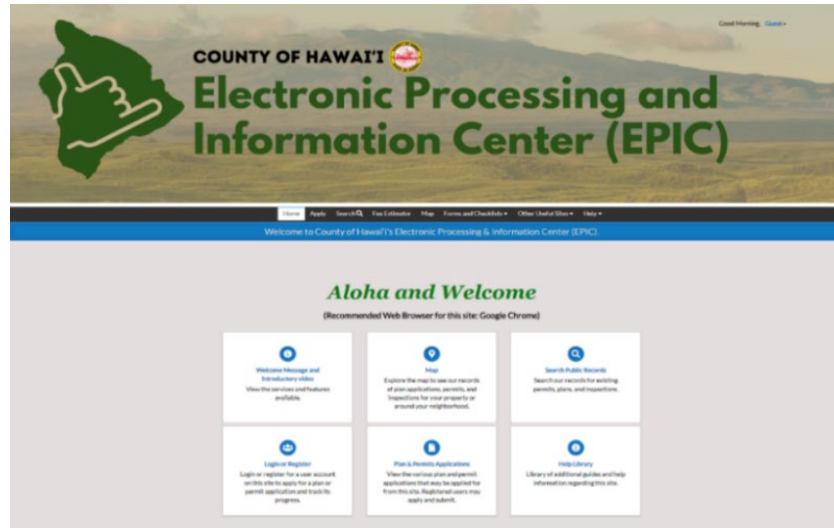 Good Morning, Guest
COUNTY OF HAWAI'I
Electronic Processing and
Information Center (EPIC)
Home Apply Search Fee Estimator Map Forms and Checklists Other Useful Sites Help
Welcome to County of Hawai'i's Electronic Processing & Information Center (EPIC).
Aloha and Welcome
(Recommended Web Browser for this site: Google Chrome)
Welcome Message and
Introductory video
View the services and features
available.
Map
Explore the map to see our records
of plan applications, permits, and
inspections for your property or
around your neighborhood.
Search Public Records
Search our records for existing
permits, plans, and inspections.
Login or Register
Login or register for a user account
on this site to apply for a plan or
permit application and track its
progress.
Plan & Permits Applications
View the various plan and permit
applications that may be applied for
from this site. Registered users may
apply and submit.
Help Library
Library of additional guides and help
information regarding this site.